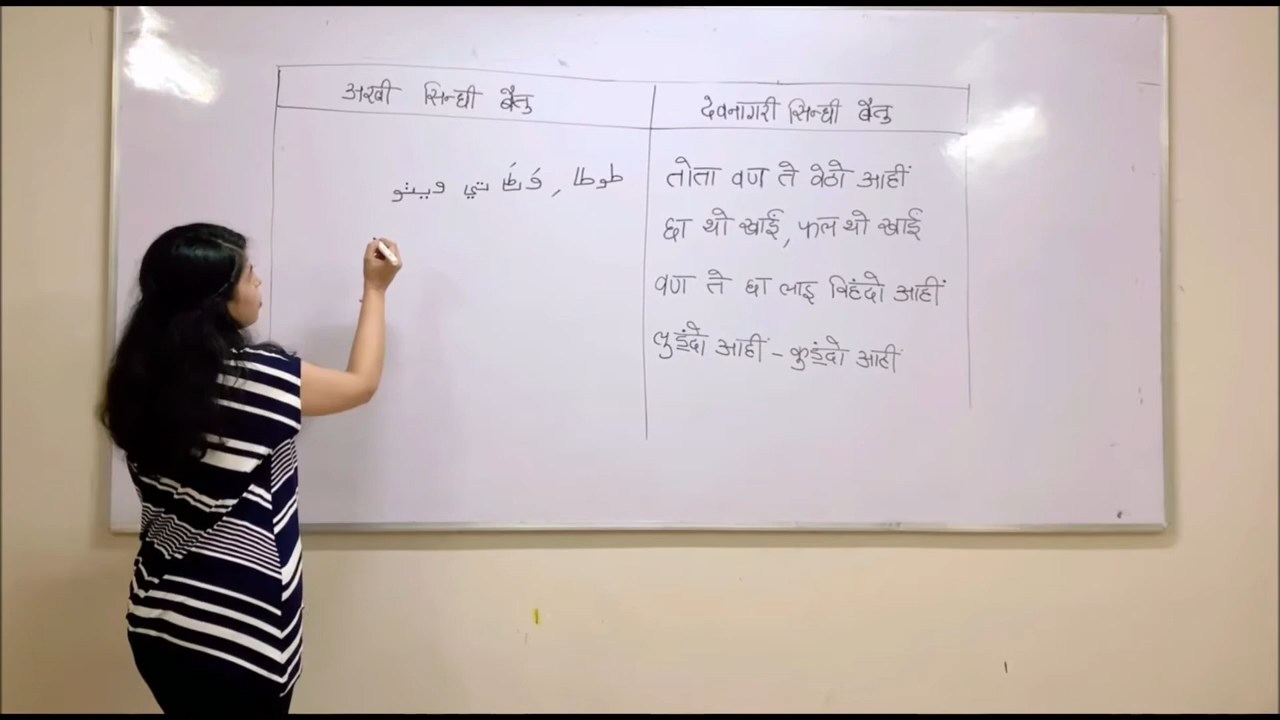 अरबी सिन्धी बैतु
देवनागरी सिन्धी बैतु
طوطا , وَڻَ تي ويٺو
तोता वण ते वेठो आहीं
छा थो खाईं, फल थो खाईं
वण ते छा लाइ विहंदो आहीं
लुड॒ंदो आहीं - कुड॒ंदो आहीं